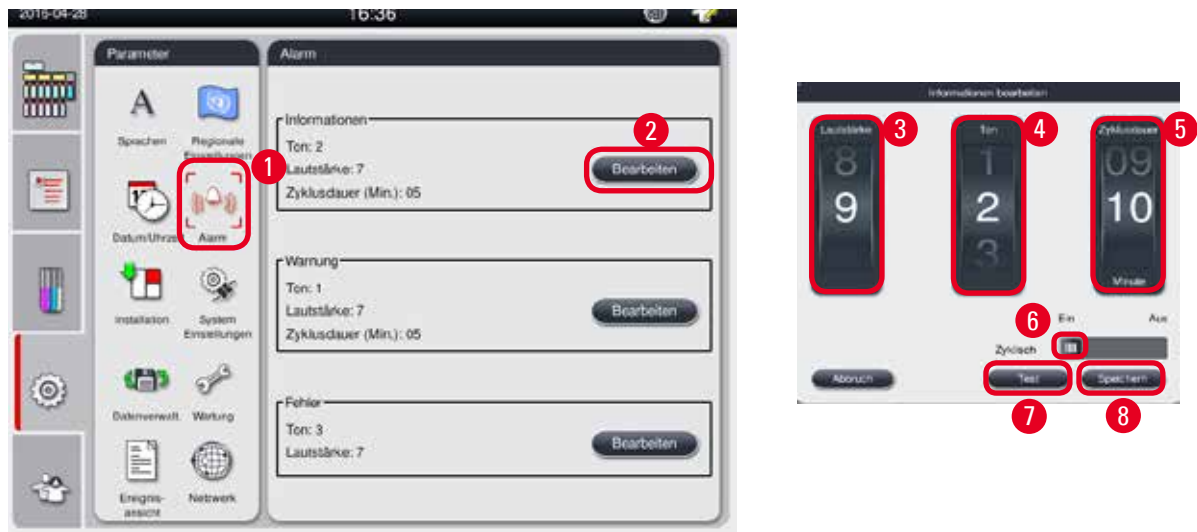 2016-04-28
16:36
Parameter
Alarm
A
Sprachen
Regionale
Einstellungen
1
Datum/Uhrzeit
Alarm
Installation
System
Einstellungen
Datenverwalt.
Wartung
Ereignis-
ansicht
Netzwerk
Informationen
Ton: 2
Lautstärke: 7
Zyklusdauer (Min.): 05
2
Bearbeiten
Warnung
Ton: 1
Lautstärke: 7
Zyklusdauer (Min.): 05
Bearbeiten
Fehler
Ton: 3
Lautstärke: 7
Bearbeiten
Informationen bearbeiten
Lautstärke
8
9
3
Ton
1
2
3
4
Zyklusdauer
09
10
Minute
5
6
Ein
Aus
Zyklisch
Abbruch
Test
Speichern
7
8